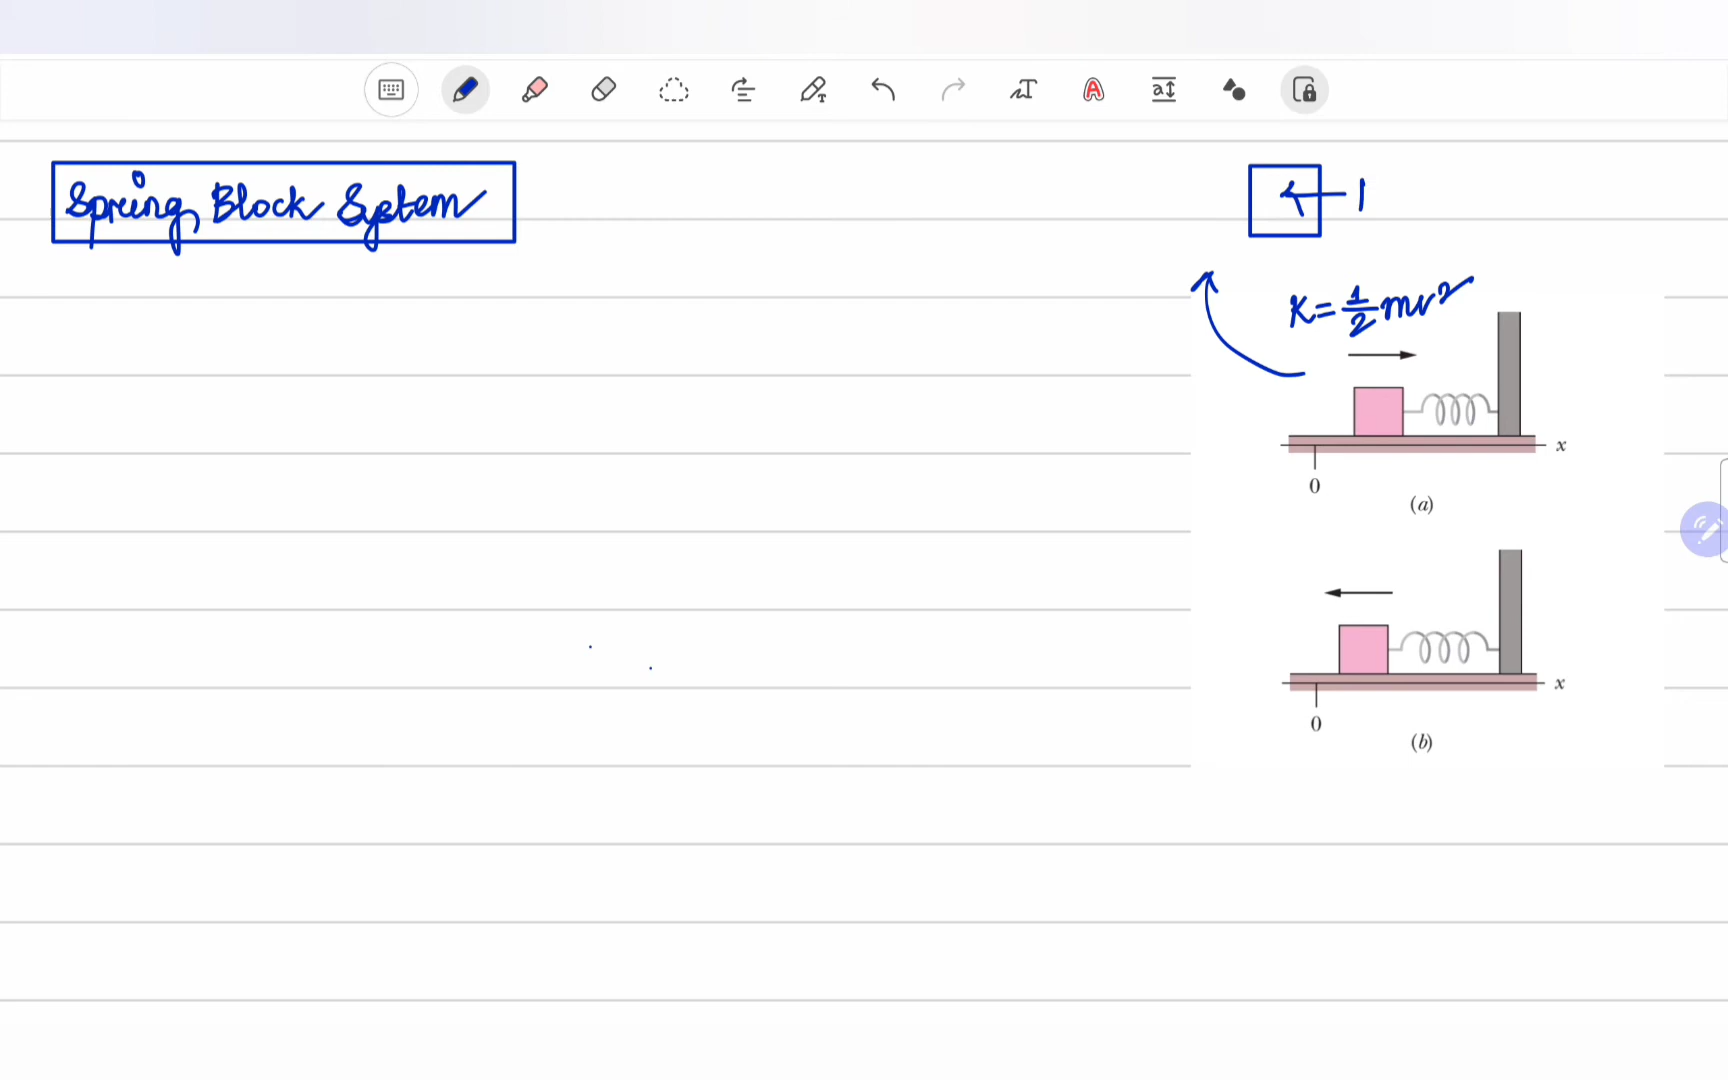 Spring Block System
K = 1/2 mv²
x
0
(a)
x
0
(b)